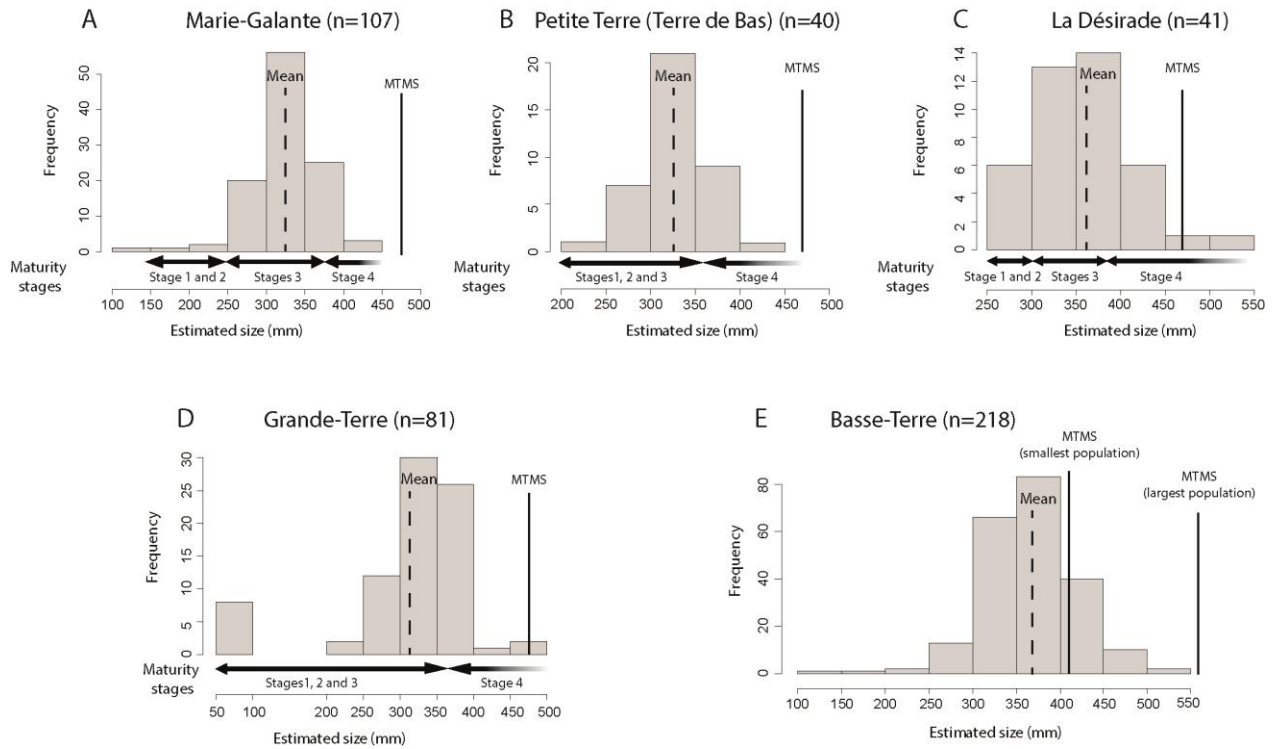 A Marie-Galante (n=107)
50
40
30
20
10
0
Frequency
Mean
MTMS
Maturity
stages
Stage 1 and 2 Stages 3 Stage 4
100 150 200 250 300 350 400 450 500
Estimated size (mm)
B Petite Terre (Terre de Bas) (n=40)
20
15
10
5
0
Frequency
Mean
MTMS
Maturity
stages
Stages1, 2 and 3 Stage 4
200 250 300 350 400 450 500
Estimated size (mm)
C La Désirade (n=41)
14
12
10
8
6
4
2
0
Frequency
Mean
MTMS
Maturity
stages
Stage 1 and 2 Stages 3 Stage 4
250 300 350 400 450 500 550
Estimated size (mm)
D Grande-Terre (n=81)
30
25
20
15
10
5
0
Frequency
Mean
MTMS
Maturity
stages
Stages1, 2 and 3 Stage 4
50 100 200 250 300 350 400 450 500
Estimated size (mm)
E Basse-Terre (n=218)
80
60
40
20
0
Frequency
Mean
MTMS
(smallest population)
MTMS
(largest population)
100 150 200 250 300 350 400 450 500 550
Estimated size (mm)